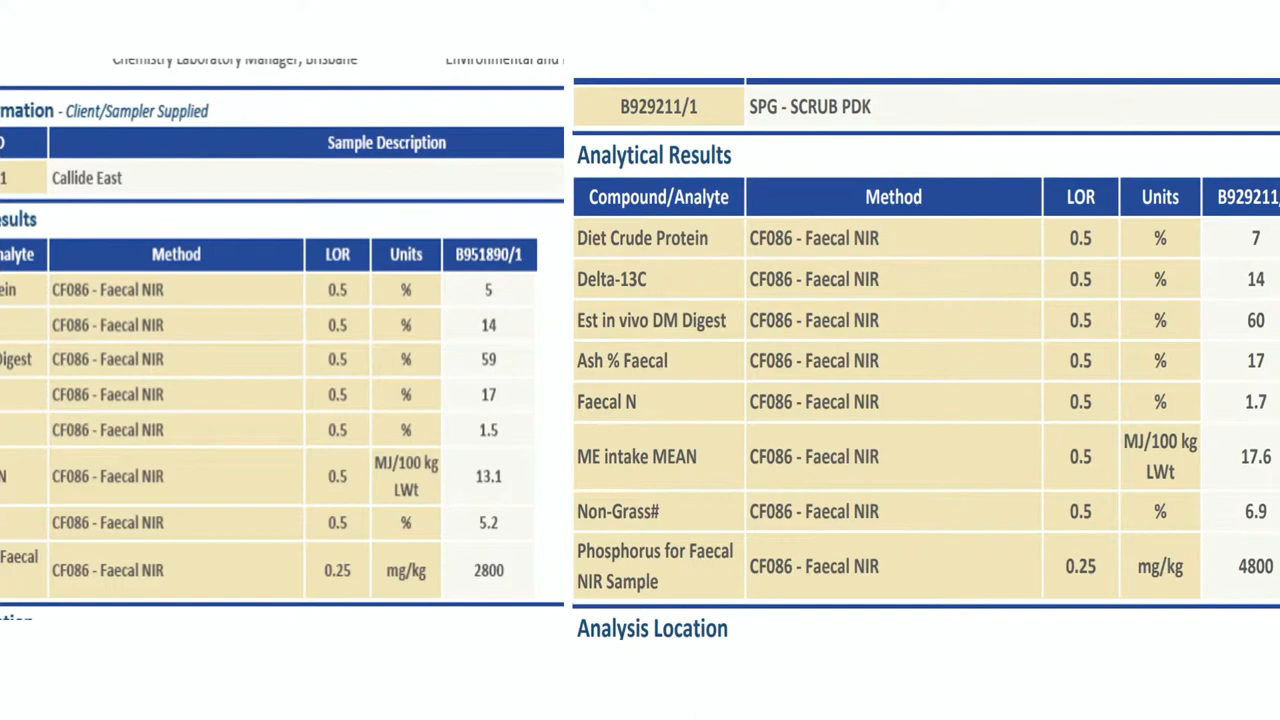 Chemistry Laboratory Manager, Brisbane
Environmental and
rmation - Client/Sampler Supplied
Sample Description
1
Callide East
esults
nalyte Method LOR Units B951890/1
ein CF086 - Faecal NIR 0.5 % 5
CF086 - Faecal NIR 0.5 % 14
Digest CF086 - Faecal NIR 0.5 % 59
CF086 - Faecal NIR 0.5 % 17
CF086 - Faecal NIR 0.5 % 1.5
N CF086 - Faecal NIR 0.5 MJ/100 kg LWt 13.1
CF086 - Faecal NIR 0.5 % 5.2
Faecal CF086 - Faecal NIR 0.25 mg/kg 2800
B929211/1 SPG - SCRUB PDK
Analytical Results
Compound/Analyte Method LOR Units B929211/
Diet Crude Protein CF086 - Faecal NIR 0.5 % 7
Delta-13C CF086 - Faecal NIR 0.5 % 14
Est in vivo DM Digest CF086 - Faecal NIR 0.5 % 60
Ash % Faecal CF086 - Faecal NIR 0.5 % 17
Faecal N CF086 - Faecal NIR 0.5 % 1.7
ME intake MEAN CF086 - Faecal NIR 0.5 MJ/100 kg LWt 17.6
Non-Grass# CF086 - Faecal NIR 0.5 % 6.9
Phosphorus for Faecal NIR Sample CF086 - Faecal NIR 0.25 mg/kg 4800
Analysis Location